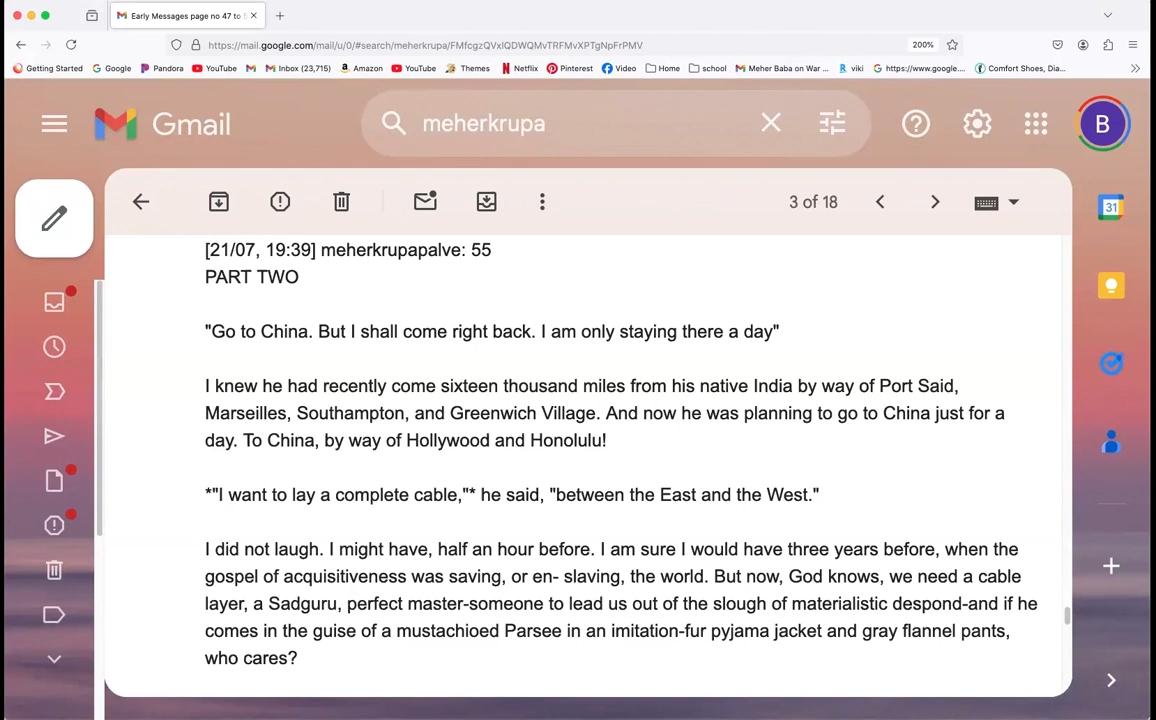 Early Messages page no 47 to
https://mail.google.com/mail/u/0/#search/meherkrupa/FMfcgzQVxlQDWQMvTRFMvXPTgNpFrPMV
200%
Getting Started Google Pandora YouTube Inbox (23,715) Amazon YouTube Themes Netflix Pinterest Video Home school Meher Baba on War ... viki https://www.google.... Comfort Shoes, Dia...
Gmail
meherkrupa
B
3 of 18
31
[21/07, 19:39] meherkrupapalve: 55
PART TWO
"Go to China. But I shall come right back. I am only staying there a day"
I knew he had recently come sixteen thousand miles from his native India by way of Port Said,
Marseilles, Southampton, and Greenwich Village. And now he was planning to go to China just for a
day. To China, by way of Hollywood and Honolulu!
*"I want to lay a complete cable,"* he said, "between the East and the West."
I did not laugh. I might have, half an hour before. I am sure I would have three years before, when the
gospel of acquisitiveness was saving, or en- slaving, the world. But now, God knows, we need a cable
layer, a Sadguru, perfect master-someone to lead us out of the slough of materialistic despond-and if he
comes in the guise of a mustachioed Parsee in an imitation-fur pyjama jacket and gray flannel pants,
who cares?